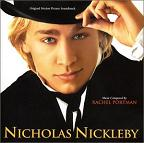 Original Motion Picture Soundtrack
Music Composed by
RACHEL PORTMAN
NICHOLAS NICKLEBY